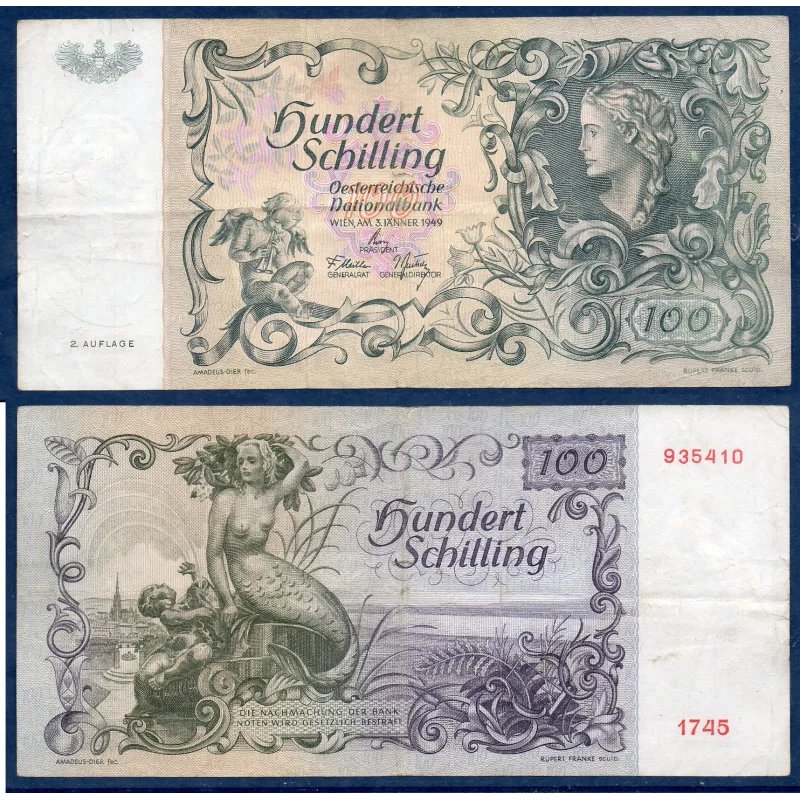 Hundert
Schilling
Oesterreichische
Nationalbank
WIEN, AM 3. JÄNNER 1949
PRÄSIDENT
GENERALRAT GENERALDIREKTOR
100
2. AUFLAGE
AMADEUS-DIER fec.
RUPERT FRANKE sculp.
100
935410
Hundert
Schilling
DIE NACHMACHUNG DER BANK-
NOTEN WIRD GESETZLICH BESTRAFT
1745
AMADEUS-DIER fec.
RUPERT FRANKE sculp.